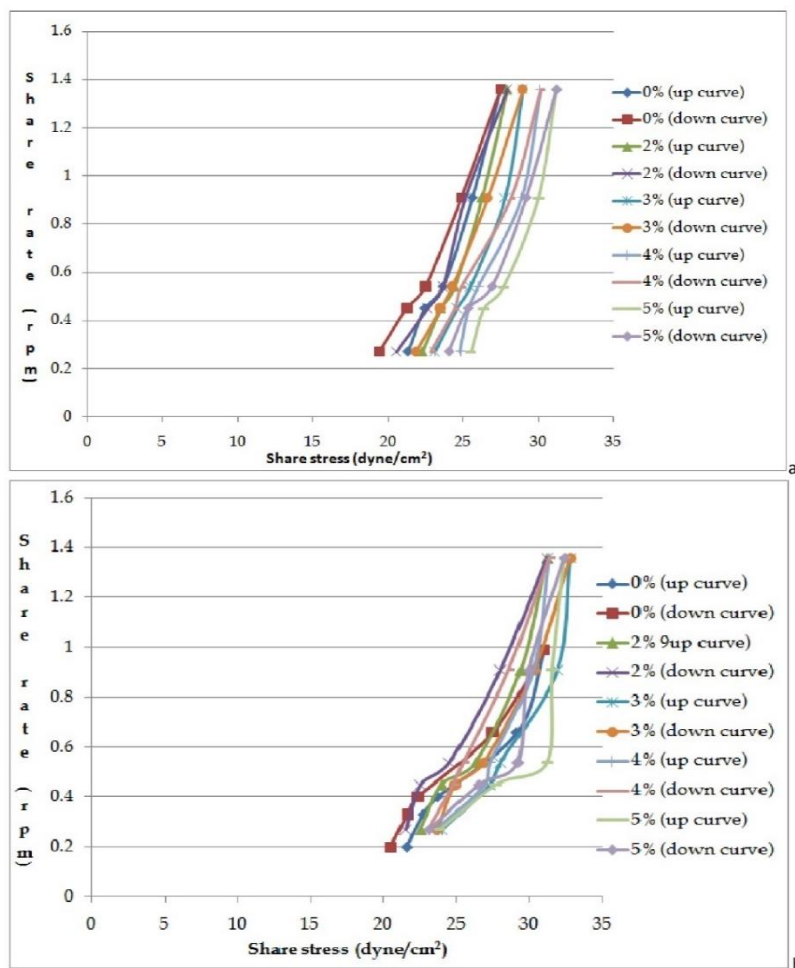 1.6
1.4
1.2
1
0.8
0.6
0.4
0.2
0
Share rate (rpm)
0 5 10 15 20 25 30 35
Share stress (dyne/cm²)
0% (up curve)
0% (down curve)
2% (up curve)
2% (down curve)
3% (up curve)
3% (down curve)
4% (up curve)
4% (down curve)
5% (up curve)
5% (down curve)
a
1.6
1.4
1.2
1
0.8
0.6
0.4
0.2
0
Share rate (rpm)
0 5 10 15 20 25 30 35
Share stress (dyne/cm²)
0% (up curve)
0% (down curve)
2% 9up curve)
2% (down curve)
3% (up curve)
3% (down curve)
4% (up curve)
4% (down curve)
5% (up curve)
5% (down curve)